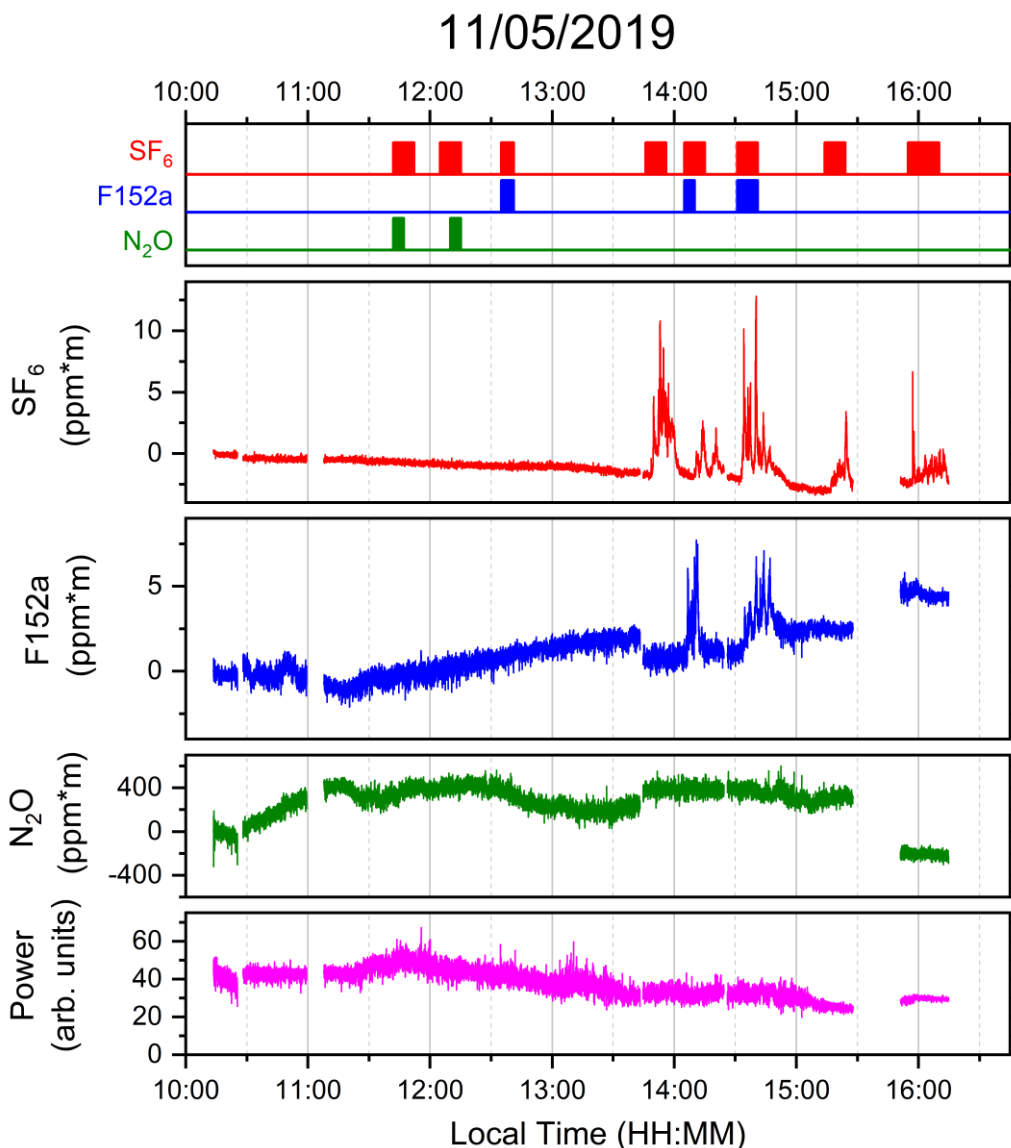 11/05/2019
10:00 11:00 12:00 13:00 14:00 15:00 16:00
SF₆
F152a
N₂O
SF₆
(ppm*m)
10
5
0
F152a
(ppm*m)
5
0
N₂O
(ppm*m)
400
0
-400
Power
(arb. units)
60
40
20
0
10:00 11:00 12:00 13:00 14:00 15:00 16:00
Local Time (HH:MM)